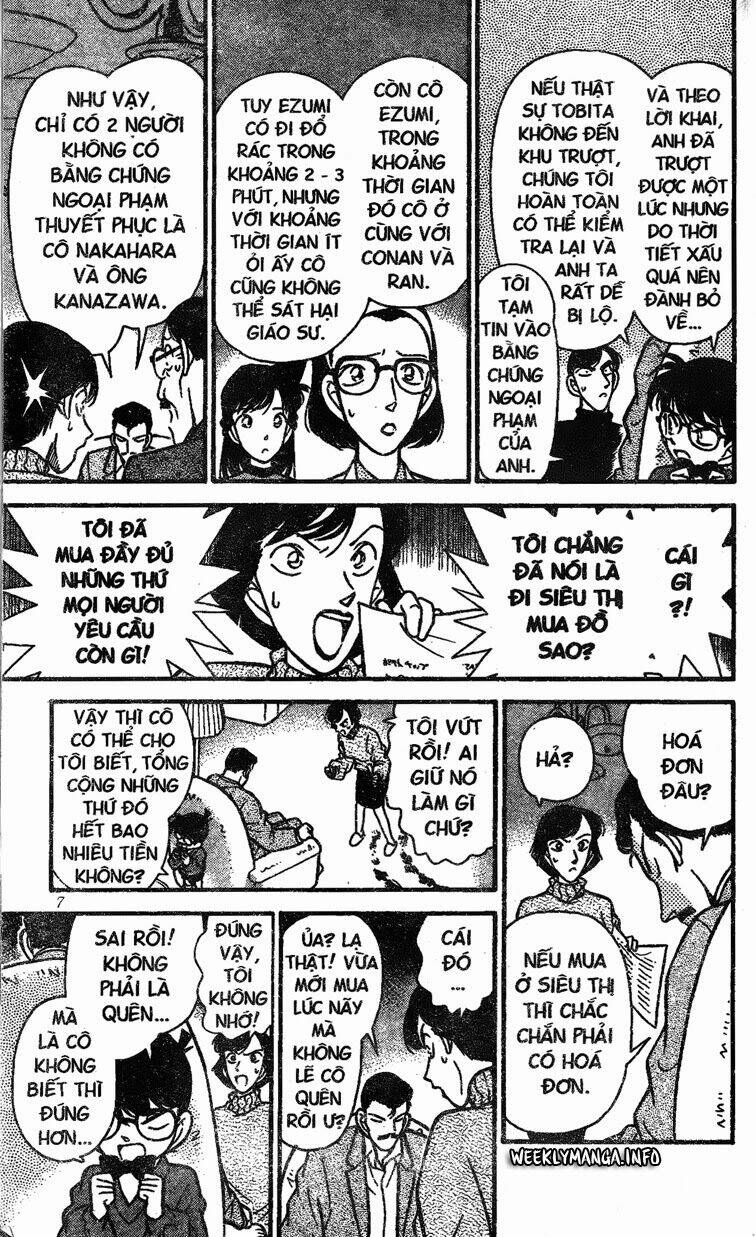 VÀ THEO
LỜI KHAI,
ANH ĐÃ
TRƯỢT
ĐƯỢC MỘT
LÚC NHƯNG
DO THỜI
TIẾT XẤU
QUÁ NÊN
ĐÀNH BỎ
VỀ...
NẾU THẬT
SỰ TOBITA
KHÔNG ĐẾN
KHU TRƯỢT,
CHÚNG TÔI
HOÀN TOÀN
CÓ THỂ KIỂM
TRA LẠI VÀ
ANH TA
RẤT DỄ
BỊ LỘ.
TÔI
TẠM
TIN VÀO
BẰNG
CHỨNG
NGOẠI
PHẠM
CỦA
ANH.
CÒN CÔ
EZUMI,
TRONG
KHOẢNG
THỜI GIAN
ĐÓ CÔ Ở
CÙNG VỚI
CONAN VÀ
RAN.
TUY EZUMI
CÓ ĐI ĐỔ
RÁC TRONG
KHOẢNG 2 - 3
PHÚT, NHƯNG
VỚI KHOẢNG
THỜI GIAN ÍT
ỎI ẤY CÔ
CŨNG KHÔNG
THỂ SÁT HẠI
GIÁO SƯ.
NHƯ VẬY,
CHỈ CÓ 2 NGƯỜI
KHÔNG CÓ
BẰNG CHỨNG
NGOẠI PHẠM
THUYẾT PHỤC LÀ
CÔ NAKAHARA
VÀ ÔNG
KANAZAWA.
CÁI
GÌ
?!
TÔI CHẲNG
ĐÃ NÓI LÀ
ĐI SIÊU THỊ
MUA ĐỒ
SAO?
TÔI ĐÃ
MUA ĐẦY ĐỦ
NHỮNG THỨ
MỌI NGƯỜI
YÊU CẦU
CÒN GÌ!
HOÁ
ĐƠN
ĐÂU?
HẢ?
NẾU MUA
Ở SIÊU THỊ
THÌ CHẮC
CHẮN PHẢI
CÓ HOÁ
ĐƠN.
TÔI VỨT
RỒI! AI
GIỮ NÓ
LÀM GÌ
CHỨ?
VẬY THÌ CÔ
CÓ THỂ CHO
TÔI BIẾT, TỔNG
CỘNG NHỮNG
THỨ ĐÓ
HẾT BAO
NHIÊU TIỀN
KHÔNG?
7
CÁI
ĐÓ
...
ỦA? LẠ
THẬT! VỪA
MỚI MUA
LÚC NÃY
MÀ
KHÔNG
LẼ CÔ
QUÊN
RỒI Ư?
ĐÚNG
VẬY,
TÔI
KHÔNG
NHỚ!
SAI RỒI!
KHÔNG
PHẢI LÀ
QUÊN...
MÀ
LÀ CÔ
KHÔNG
BIẾT THÌ
ĐÚNG
HƠN...
WEEKLYMANGA.INFO